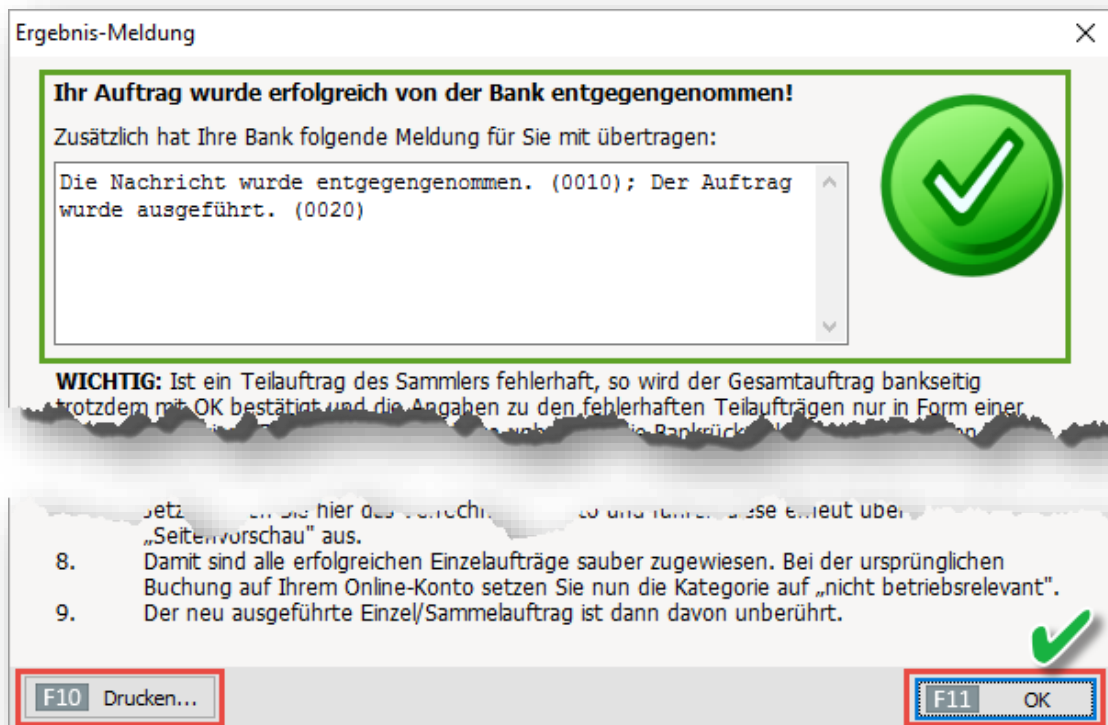 Ergebnis-Meldung
Ihr Auftrag wurde erfolgreich von der Bank entgegengenommen!
Zusätzlich hat Ihre Bank folgende Meldung für Sie mit übertragen:
Die Nachricht wurde entgegengenommen. (0010); Der Auftrag
wurde ausgeführt. (0020)
WICHTIG: Ist ein Teilauftrag des Sammlers fehlerhaft, so wird der Gesamtauftrag bankseitig
trotzdem mit OK bestätigt und die Angaben zu den fehlerhaften Teilaufträgen nur in Form einer
Sie hier das
„Seitenvorschau" aus.
8. Damit sind alle erfolgreichen Einzelaufträge sauber zugewiesen. Bei der ursprünglichen
Buchung auf Ihrem Online-Konto setzen Sie nun die Kategorie auf „nicht betriebsrelevant".
9. Der neu ausgeführte Einzel/Sammelauftrag ist dann davon unberührt.
F10 Drucken...
F11 OK